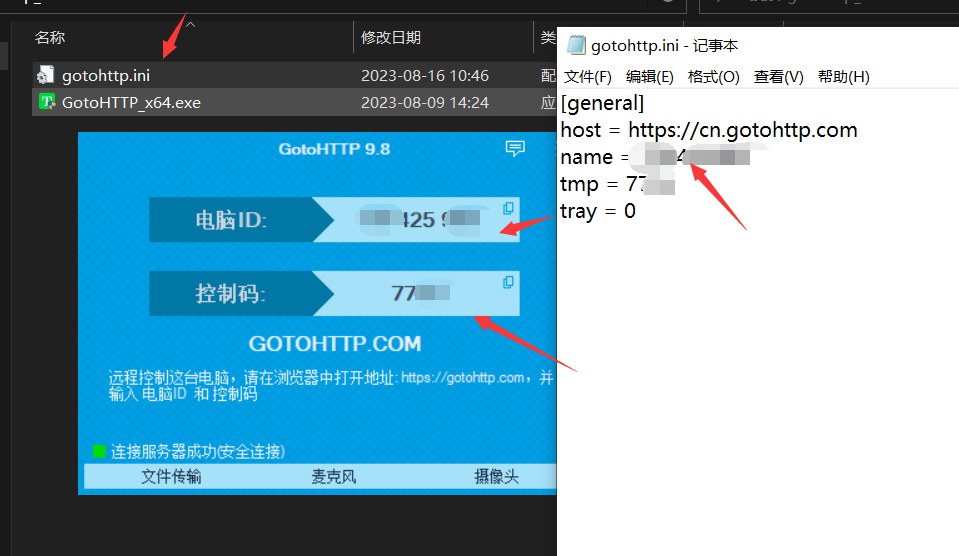 名称
修改日期
类
gotohttp.ini
2023-08-16 10:46
配
GotoHTTP_x64.exe
2023-08-09 14:24
应
GotoHTTP 9.8
电脑ID:
425 9
控制码:
77
GOTOHTTP.COM
远程控制这台电脑，请在浏览器中打开地址: https://gotohttp.com，并
输入 电脑ID 和 控制码
连接服务器成功(安全连接)
文件传输
麦克风
摄像头
gotohttp.ini - 记事本
文件(F) 编辑(E) 格式(O) 查看(V) 帮助(H)
[general]
host = https://cn.gotohttp.com
name = 4
tmp = 77
tray = 0